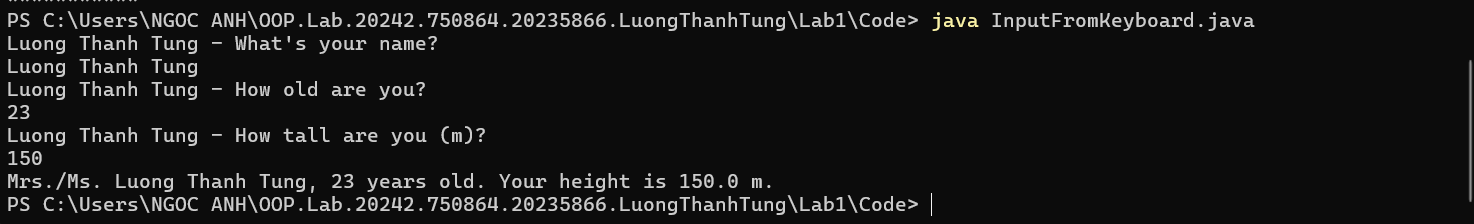 PS C:\Users\NGOC ANH\OOP.Lab.20242.750864.20235866.LuongThanhTung\Lab1\Code> java InputFromKeyboard.java
Luong Thanh Tung - What's your name?
Luong Thanh Tung
Luong Thanh Tung - How old are you?
23
Luong Thanh Tung - How tall are you (m)?
150
Mrs./Ms. Luong Thanh Tung, 23 years old. Your height is 150.0 m.
PS C:\Users\NGOC ANH\OOP.Lab.20242.750864.20235866.LuongThanhTung\Lab1\Code>